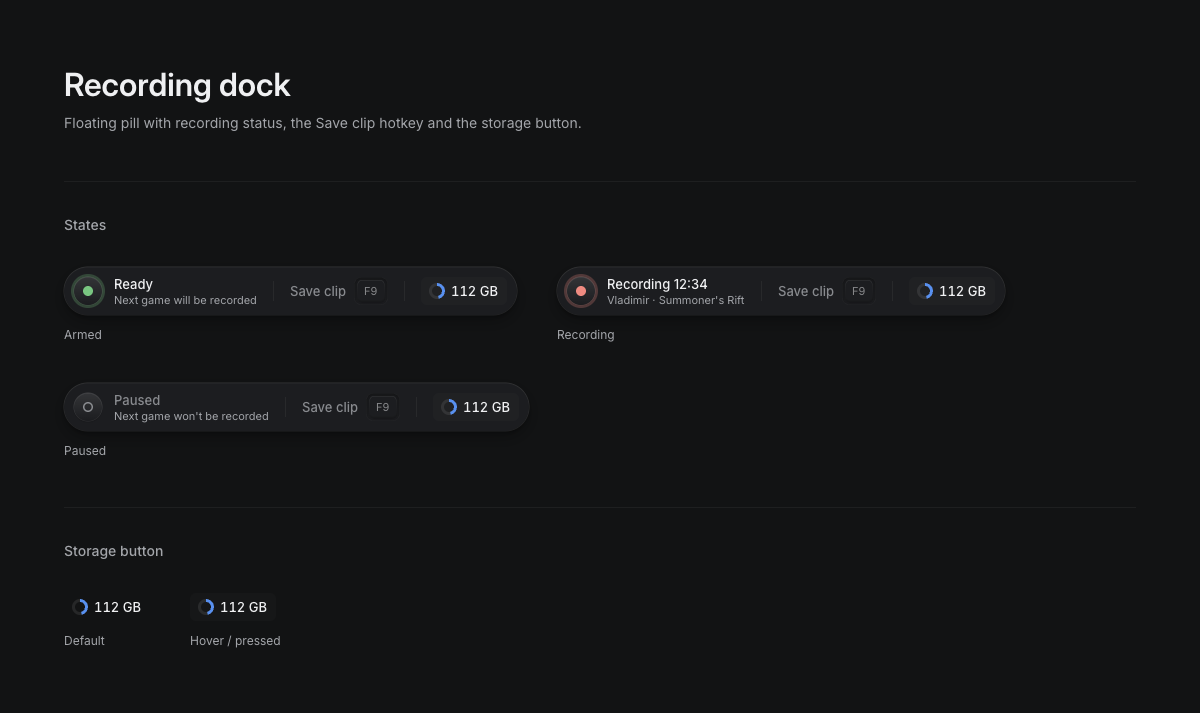 Recording dock
Floating pill with recording status, the Save clip hotkey and the storage button.
States
Ready
Next game will be recorded
Save clip F9
112 GB
Armed
Recording 12:34
Vladimir · Summoner's Rift
Save clip F9
112 GB
Recording
Paused
Next game won't be recorded
Save clip F9
112 GB
Paused
Storage button
112 GB
Default
112 GB
Hover / pressed